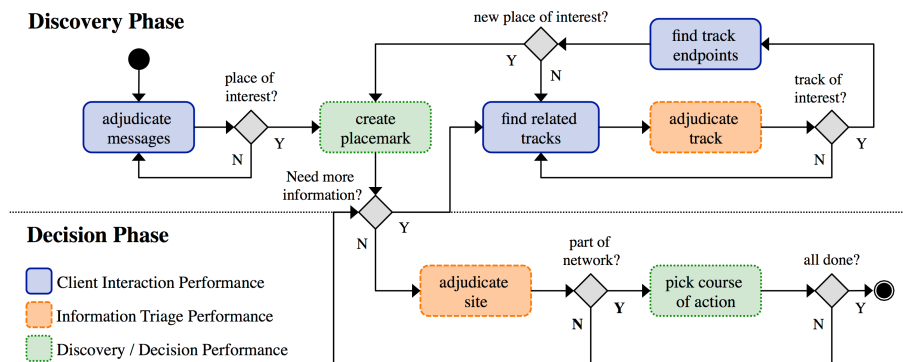 Discovery Phase
new place of interest?
find track
endpoints
Y
N
place of
interest?
track of
interest?
adjudicate
messages
Y
N
create
placemark
find related
tracks
adjudicate
track
Y
N
Need more
information?
N
Y
Decision Phase
Client Interaction Performance
Information Triage Performance
Discovery / Decision Performance
adjudicate
site
part of
network?
N
Y
pick course
of action
all done?
Y
N